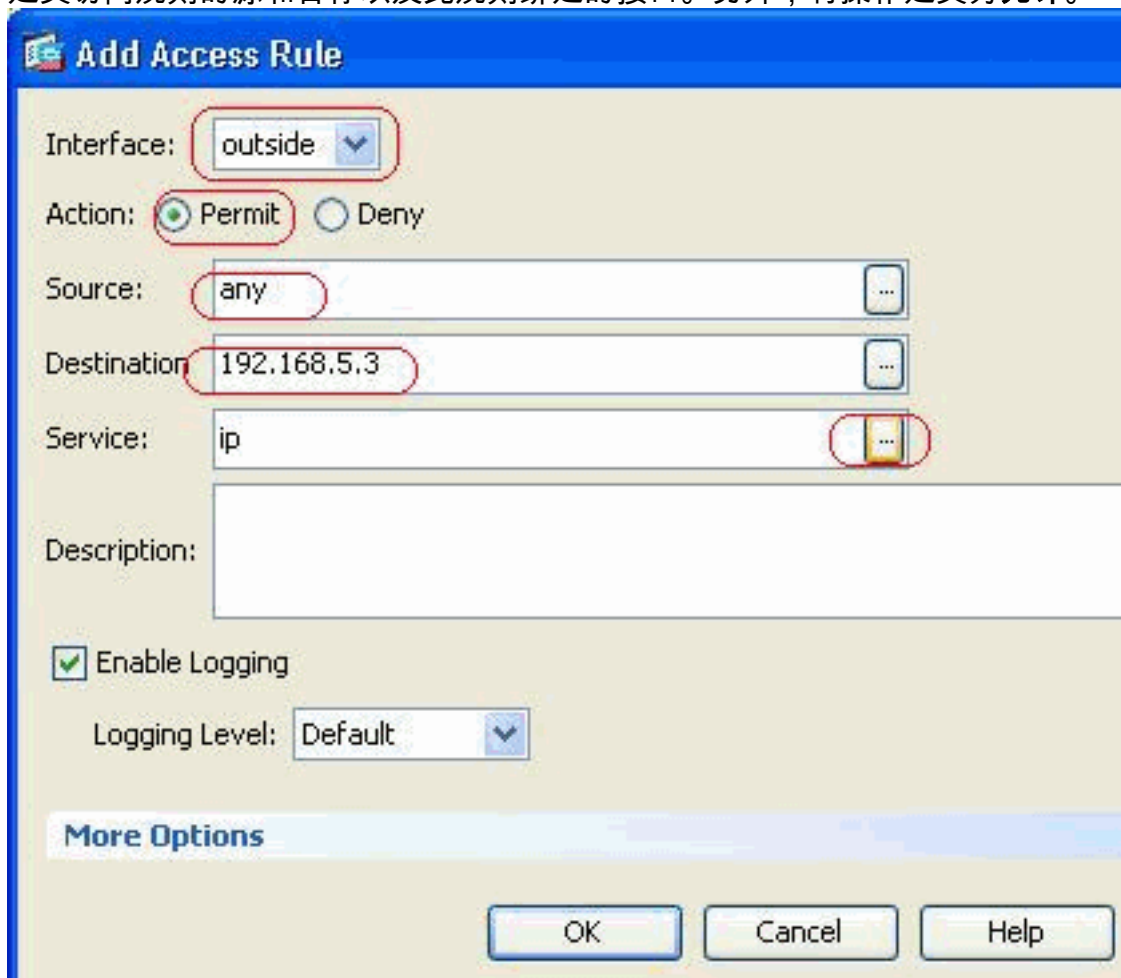 Add Access Rule
Interface: outside
Action: Permit Deny
Source: any ...
Destination 192.168.5.3 ...
Service: ip ...
Description:
Enable Logging
Logging Level: Default
More Options
OK Cancel Help